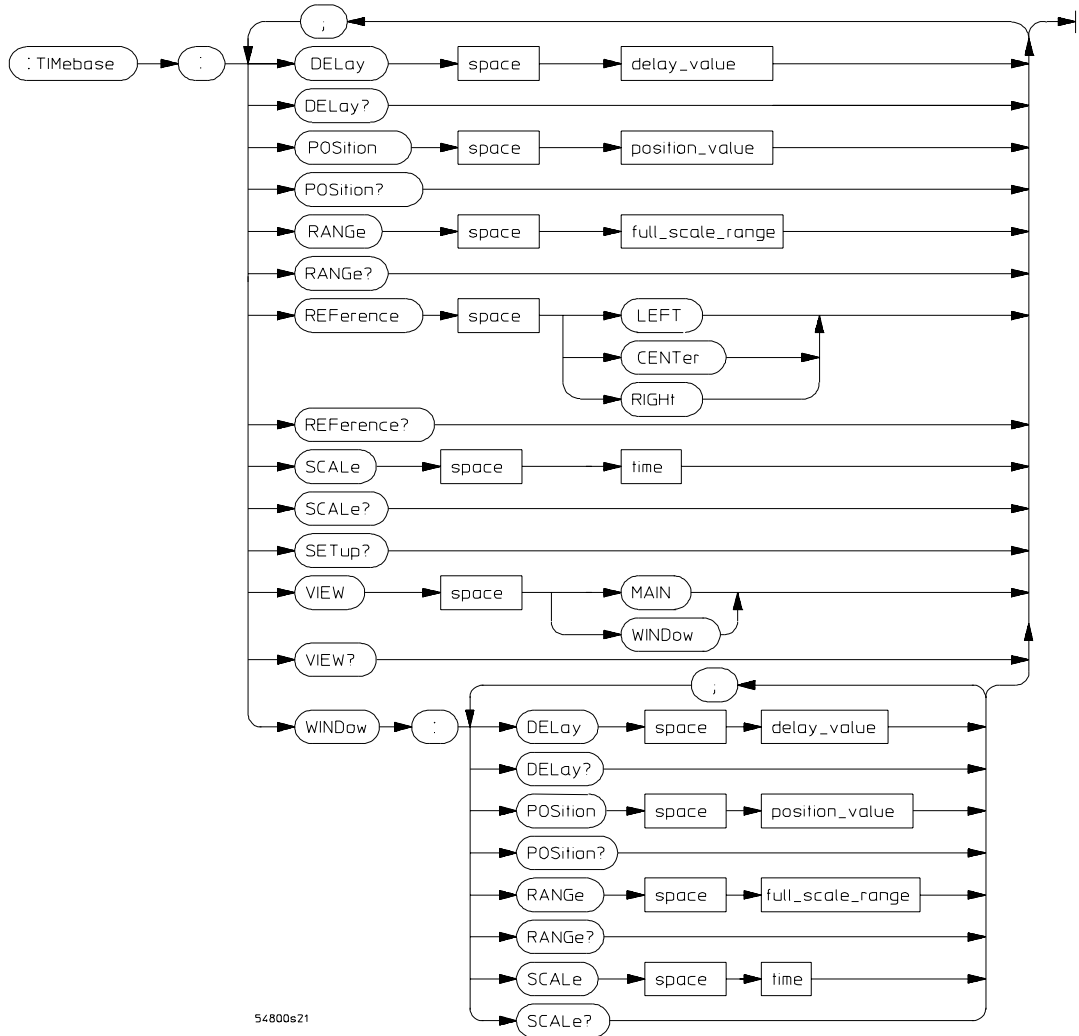 ;
:TIMebase : DELay space delay_value
DELay?
POSition space position_value
POSition?
RANGe space full_scale_range
RANGe?
REFerence space LEFT
CENTer
RIGHt
REFerence?
SCALe space time
SCALe?
SETup?
VIEW space MAIN
WINDow
VIEW?
;
WINDow : DELay space delay_value
DELay?
POSition space position_value
POSition?
RANGe space full_scale_range
RANGe?
SCALe space time
SCALe?
54800s21